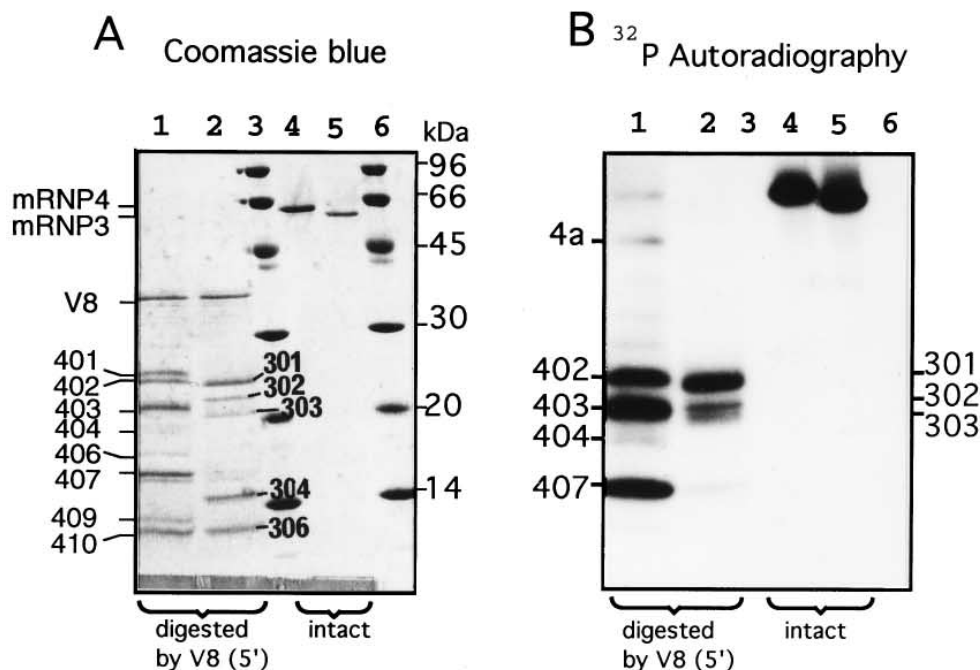 A
Coomassie blue
1 2 3 4 5 6 kDa
mRNP4
mRNP3
V8
401
402
403
404
406
407
409
410
301
302
303
304
306
96
66
45
30
20
14
digested
by V8 (5')
intact
B
32
P Autoradiography
1 2 3 4 5 6
4a
402
403
404
407
301
302
303
digested
by V8 (5')
intact